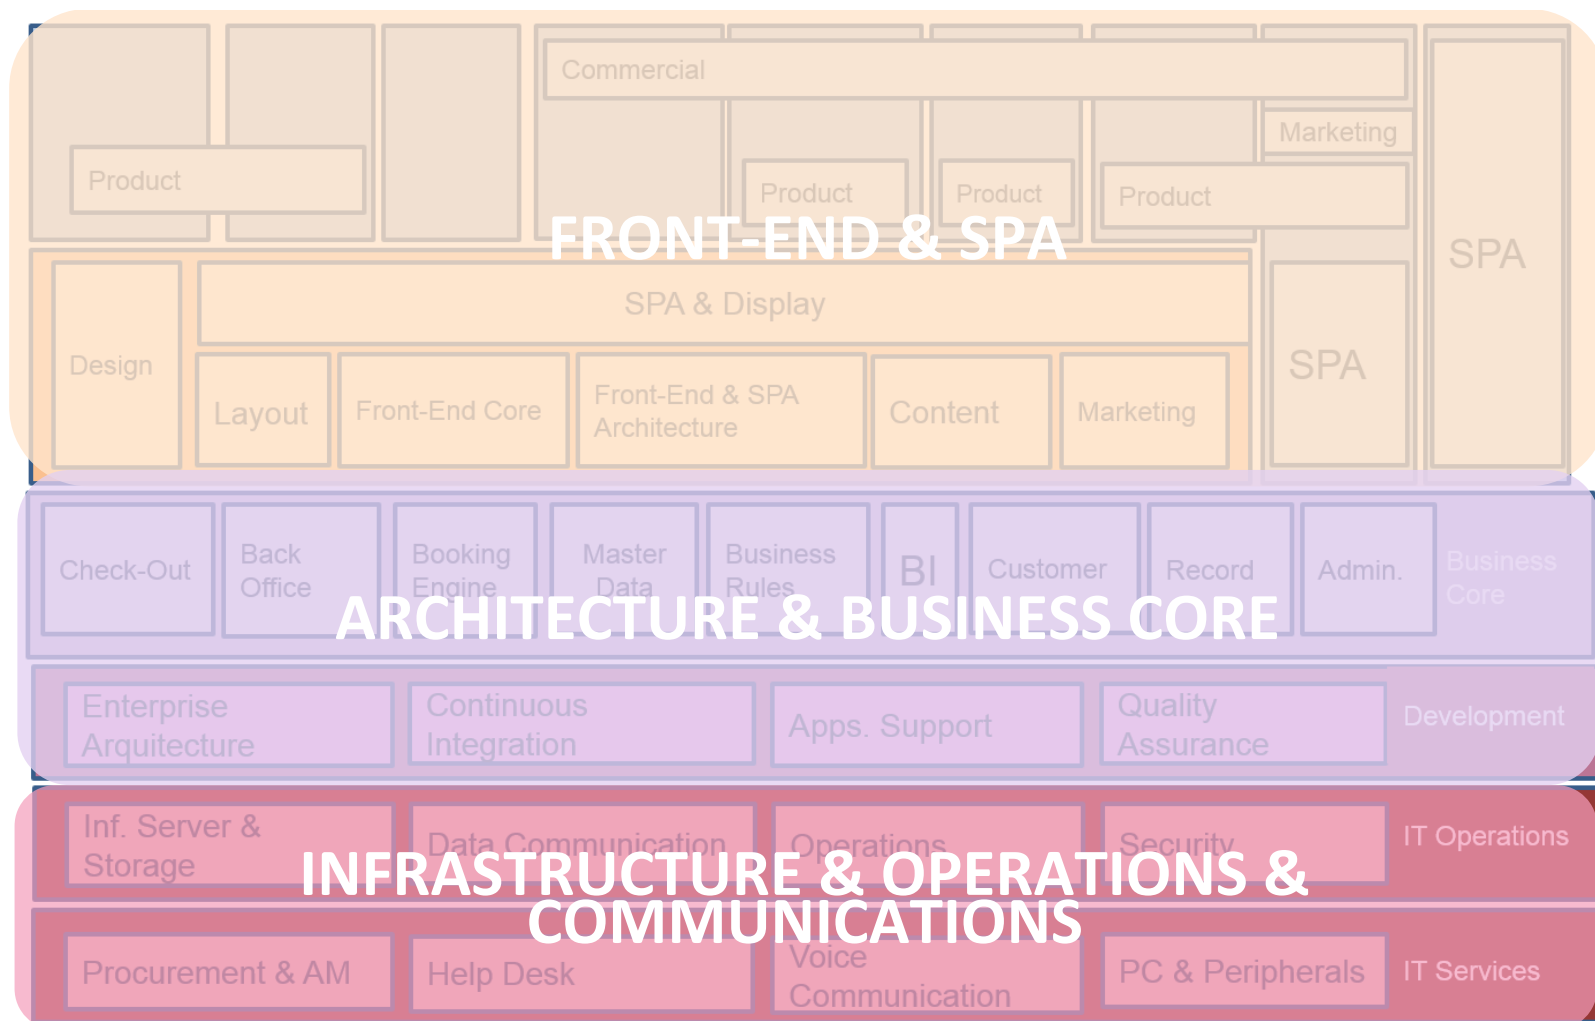 Commercial
Marketing
Product
Product
Product
Product
FRONT-END & SPA
SPA
SPA & Display
Design
SPA
Layout
Front-End Core
Front-End & SPA
Architecture
Content
Marketing
Check-Out
Back
Office
Booking
Engine
Master
Data
Business
Rules
BI
Customer
Record
Admin.
Business
Core
ARCHITECTURE & BUSINESS CORE
Enterprise
Arquitecture
Continuous
Integration
Apps. Support
Quality
Assurance
Development
Inf. Server &
Storage
Data Communication
Operations
Security
IT Operations
INFRASTRUCTURE & OPERATIONS &
COMMUNICATIONS
Procurement & AM
Help Desk
Voice
Communication
PC & Peripherals
IT Services